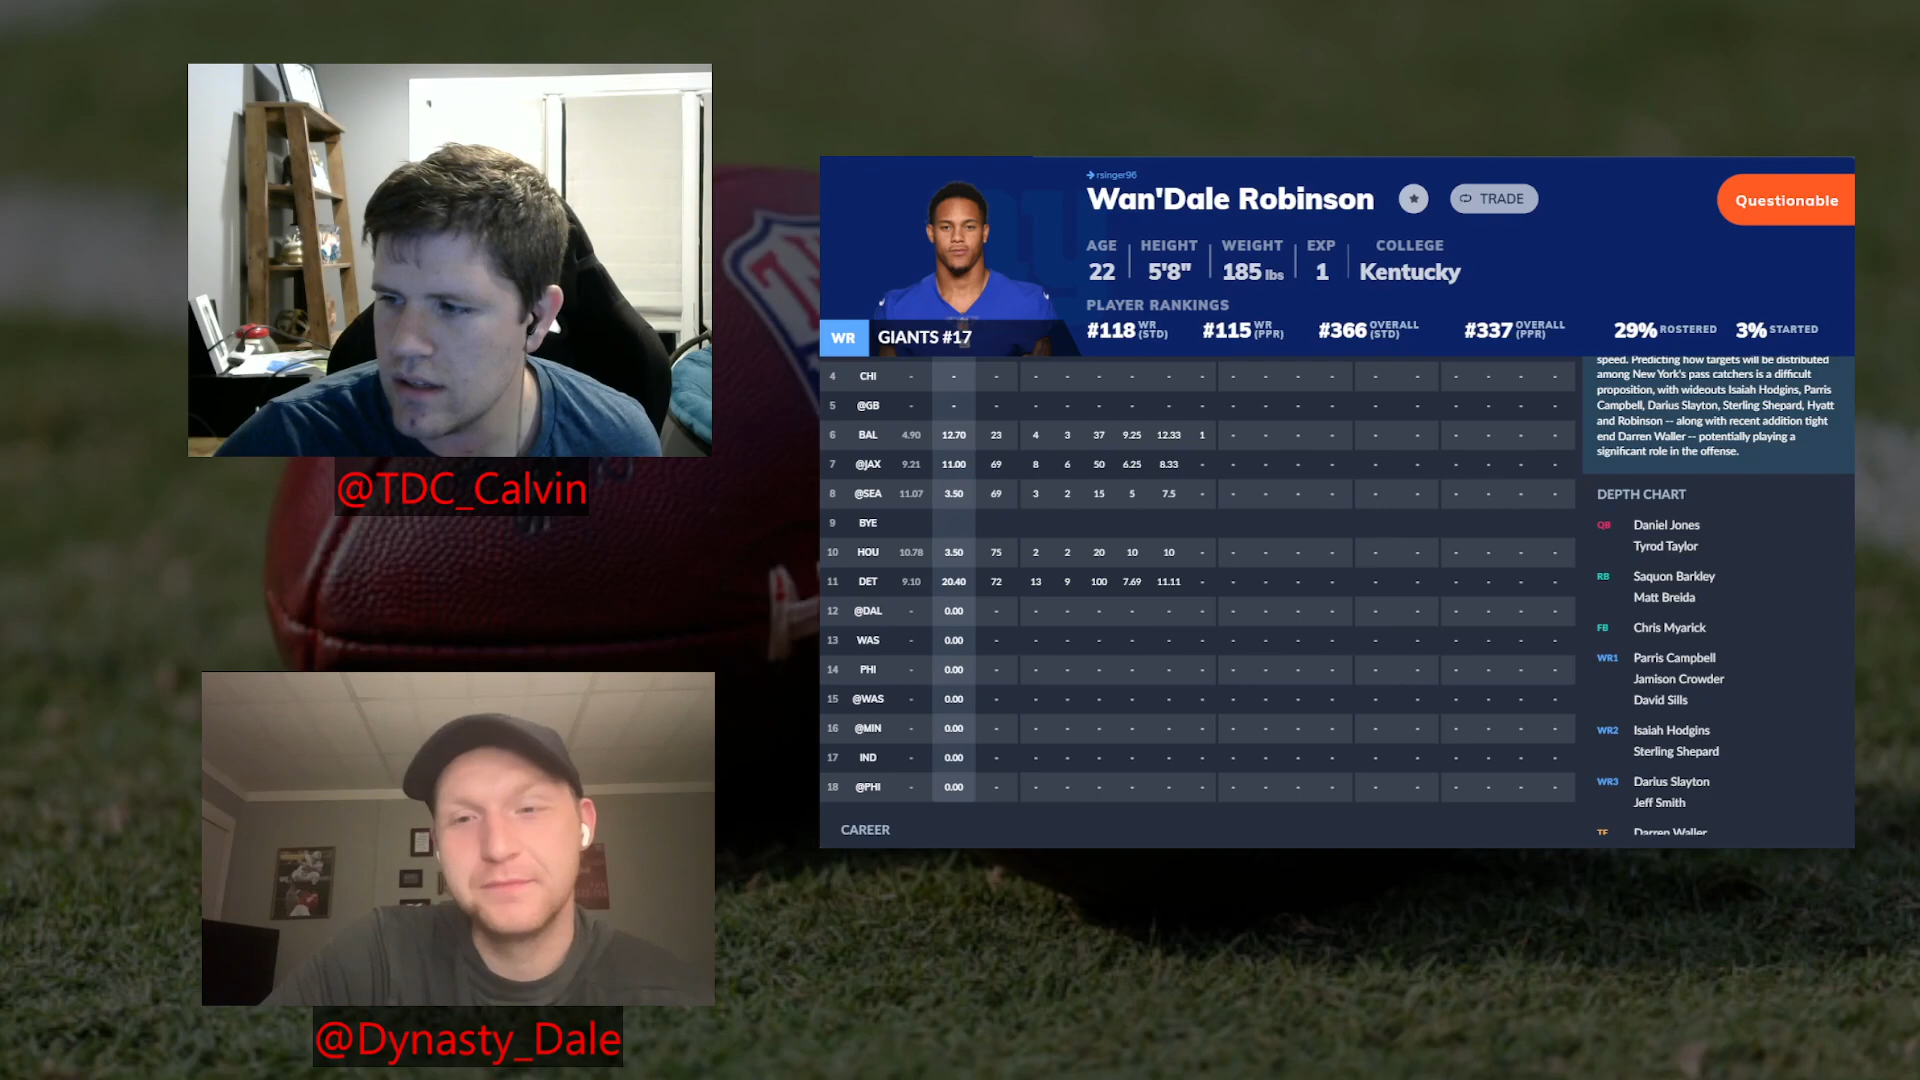 @TDC_Calvin
@Dynasty_Dale
rsinger96
Wan'Dale Robinson
TRADE
Questionable
AGE HEIGHT WEIGHT EXP COLLEGE
22 5'8" 185 lbs 1 Kentucky
PLAYER RANKINGS
#118 WR (STD) #115 WR (PPR) #366 OVERALL (STD) #337 OVERALL (PPR) 29% ROSTERED 3% STARTED
WR GIANTS #17
4 CHI - - - - - - - - - - - - - - - - - - - - -
5 @GB - - - - - - - - - - - - - - - - - - - - -
6 BAL 4.90 12.70 23 4 3 37 9.25 12.33 1 - - - - - - - - - - - -
7 @JAX 9.21 11.00 69 8 6 50 6.25 8.33 - - - - - - - - - - - - -
8 @SEA 11.07 3.50 69 3 2 15 5 7.5 - - - - - - - - - - - - -
9 BYE
10 HOU 10.78 3.50 75 2 2 20 10 10 - - - - - - - - - - - - -
11 DET 9.10 20.40 72 13 9 100 7.69 11.11 - - - - - - - - - - - - -
12 @DAL - 0.00 - - - - - - - - - - - - - - - - - - -
13 WAS - 0.00 - - - - - - - - - - - - - - - - - - -
14 PHI - 0.00 - - - - - - - - - - - - - - - - - - -
15 @WAS - 0.00 - - - - - - - - - - - - - - - - - - -
16 @MIN - 0.00 - - - - - - - - - - - - - - - - - - -
17 IND - 0.00 - - - - - - - - - - - - - - - - - - -
18 @PHI - 0.00 - - - - - - - - - - - - - - - - - - -
CAREER
speed. Predicting how targets will be distributed
among New York's pass catchers is a difficult
proposition, with wideouts Isaiah Hodgins, Parris
Campbell, Darius Slayton, Sterling Shepard, Hyatt
and Robinson -- along with recent addition tight
end Darren Waller -- potentially playing a
significant role in the offense.
DEPTH CHART
QB Daniel Jones
Tyrod Taylor
RB Saquon Barkley
Matt Breida
FB Chris Myarick
WR1 Parris Campbell
Jamison Crowder
David Sills
WR2 Isaiah Hodgins
Sterling Shepard
WR3 Darius Slayton
Jeff Smith
TE Darren Waller